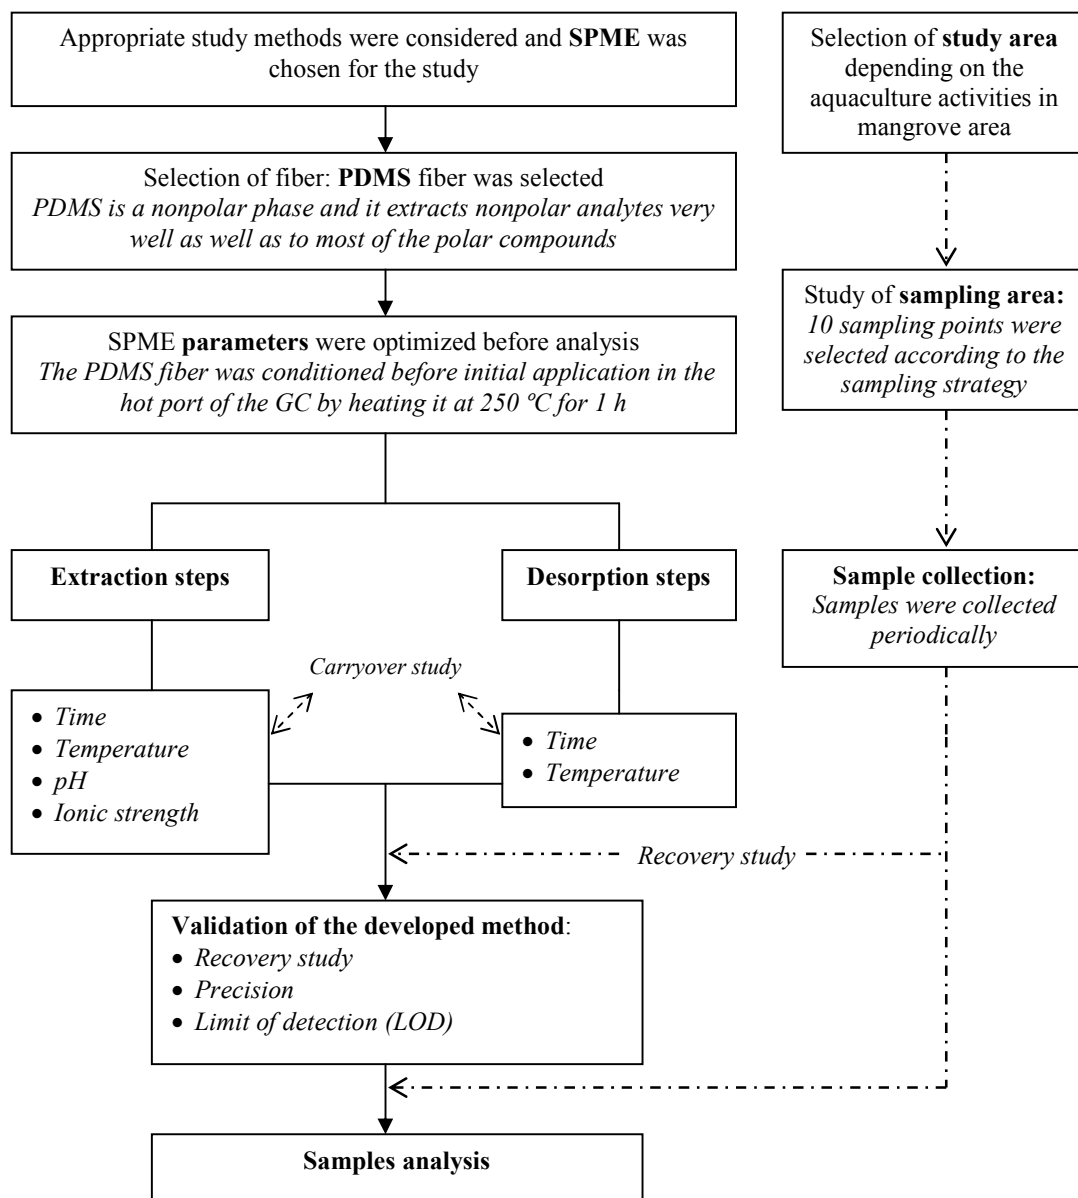 Appropriate study methods were considered and SPME was
chosen for the study
Selection of fiber: PDMS fiber was selected
PDMS is a nonpolar phase and it extracts nonpolar analytes very
well as well as to most of the polar compounds
SPME parameters were optimized before analysis
The PDMS fiber was conditioned before initial application in the
hot port of the GC by heating it at 250 ºC for 1 h
Extraction steps
Desorption steps
Carryover study
• Time
• Temperature
• pH
• Ionic strength
• Time
• Temperature
Selection of study area
depending on the
aquaculture activities in
mangrove area
Study of sampling area:
10 sampling points were
selected according to the
sampling strategy
Sample collection:
Samples were collected
periodically
Recovery study
Validation of the developed method:
• Recovery study
• Precision
• Limit of detection (LOD)
Samples analysis